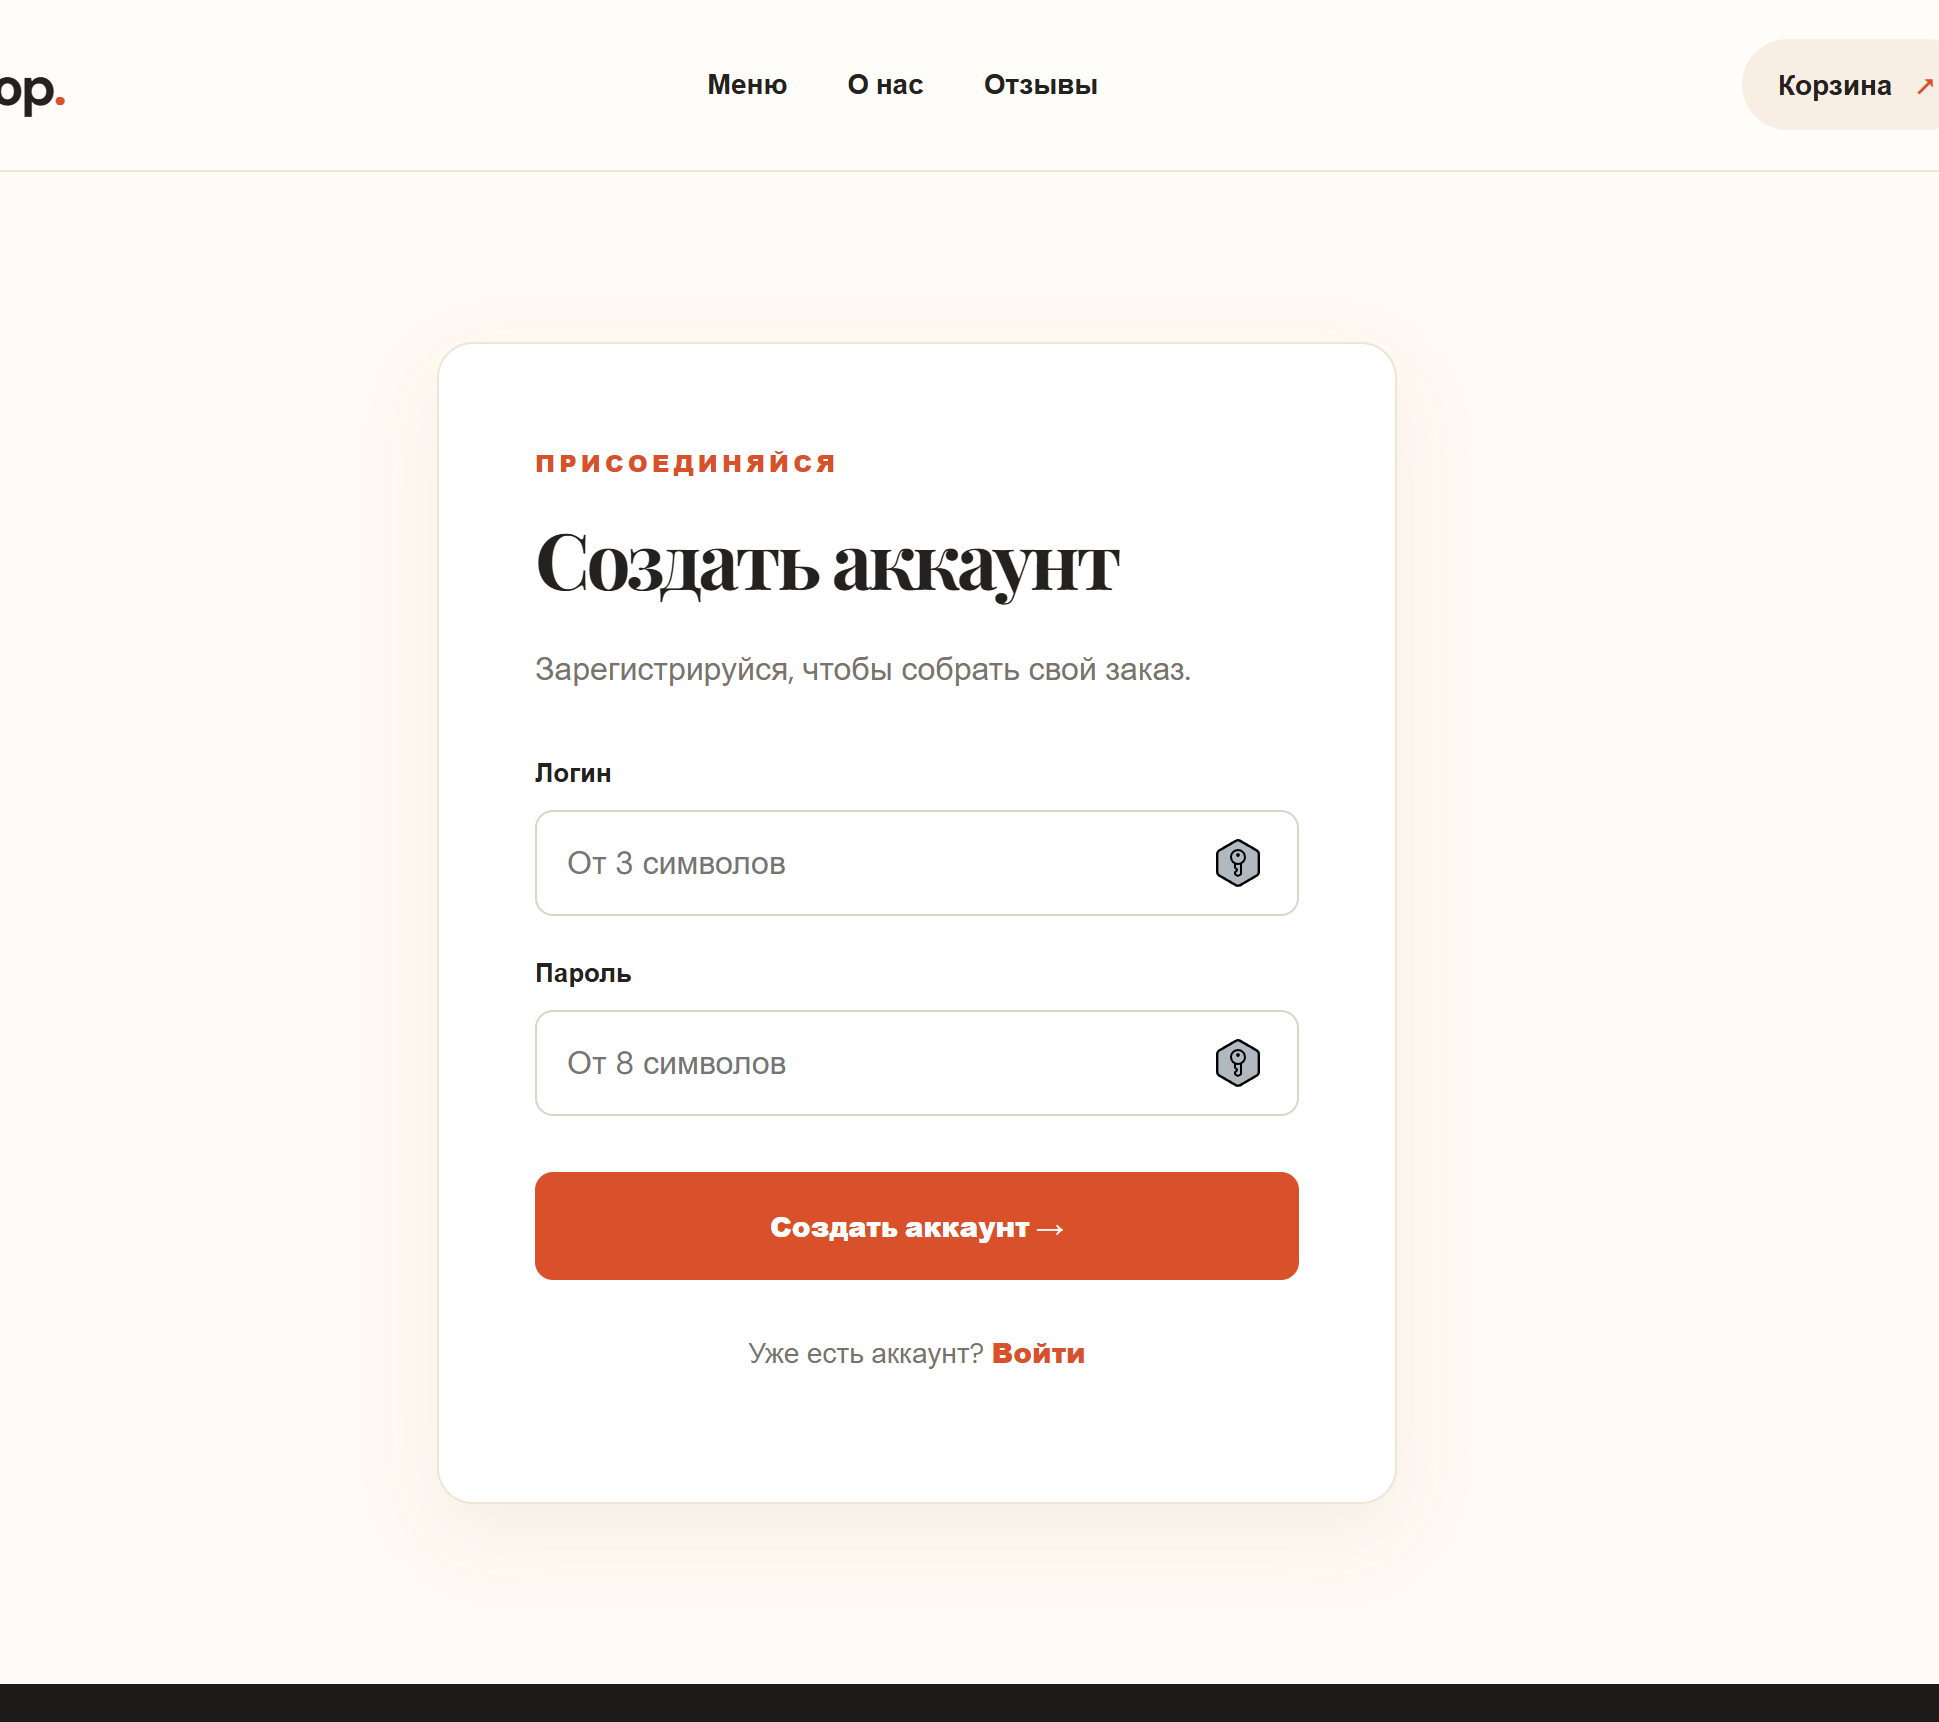 op.
Меню
О нас
Отзывы
Корзина ↗
ПРИСОЕДИНЯЙСЯ
Создать аккаунт
Зарегистрируйся, чтобы собрать свой заказ.
Логин
От 3 символов
Пароль
От 8 символов
Создать аккаунт →
Уже есть аккаунт? Войти